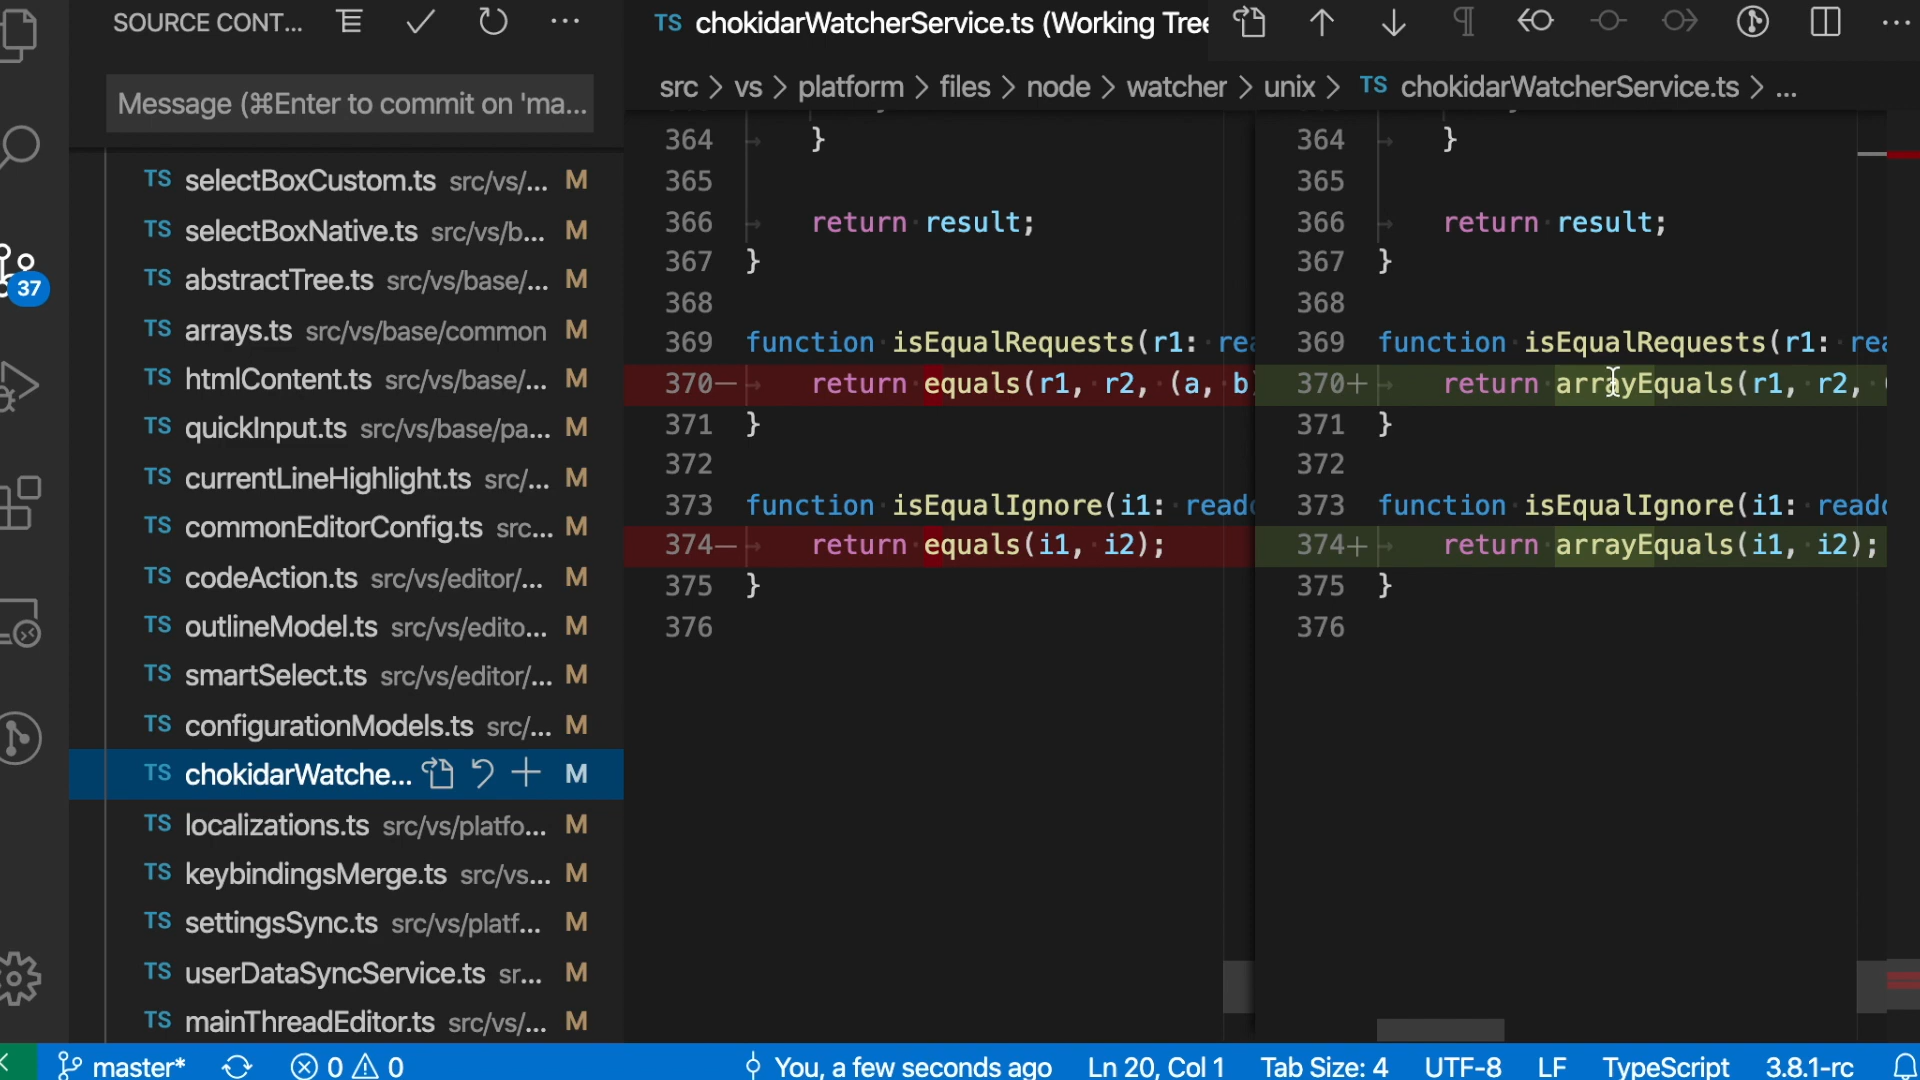 SOURCE CONT...
Message (⌘Enter to commit on 'ma...
TS selectBoxCustom.ts src/vs/... M
TS selectBoxNative.ts src/vs/b... M
TS abstractTree.ts src/vs/base/... M
TS arrays.ts src/vs/base/common M
TS htmlContent.ts src/vs/base/... M
TS quickInput.ts src/vs/base/pa... M
TS currentLineHighlight.ts src/... M
TS commonEditorConfig.ts src... M
TS codeAction.ts src/vs/editor/... M
TS outlineModel.ts src/vs/edito... M
TS smartSelect.ts src/vs/editor/... M
TS configurationModels.ts src/... M
TS chokidarWatche... M
TS localizations.ts src/vs/platfo... M
TS keybindingsMerge.ts src/vs... M
TS settingsSync.ts src/vs/platf... M
TS userDataSyncService.ts sr... M
TS mainThreadEditor.ts src/vs/... M
37
TS chokidarWatcherService.ts (Working Tree
src > vs > platform > files > node > watcher > unix > TS chokidarWatcherService.ts > ...
364 }
365
366 return result;
367 }
368
369 function isEqualRequests(r1: rea
370— return equals(r1, r2, (a, b)
371 }
372
373 function isEqualIgnore(i1: reado
374— return equals(i1, i2);
375 }
376
364 }
365
366 return result;
367 }
368
369 function isEqualRequests(r1: rea
370+ return arrayEquals(r1, r2, (
371 }
372
373 function isEqualIgnore(i1: reado
374+ return arrayEquals(i1, i2);
375 }
376
master* 0 0 You, a few seconds ago Ln 20, Col 1 Tab Size: 4 UTF-8 LF TypeScript 3.8.1-rc